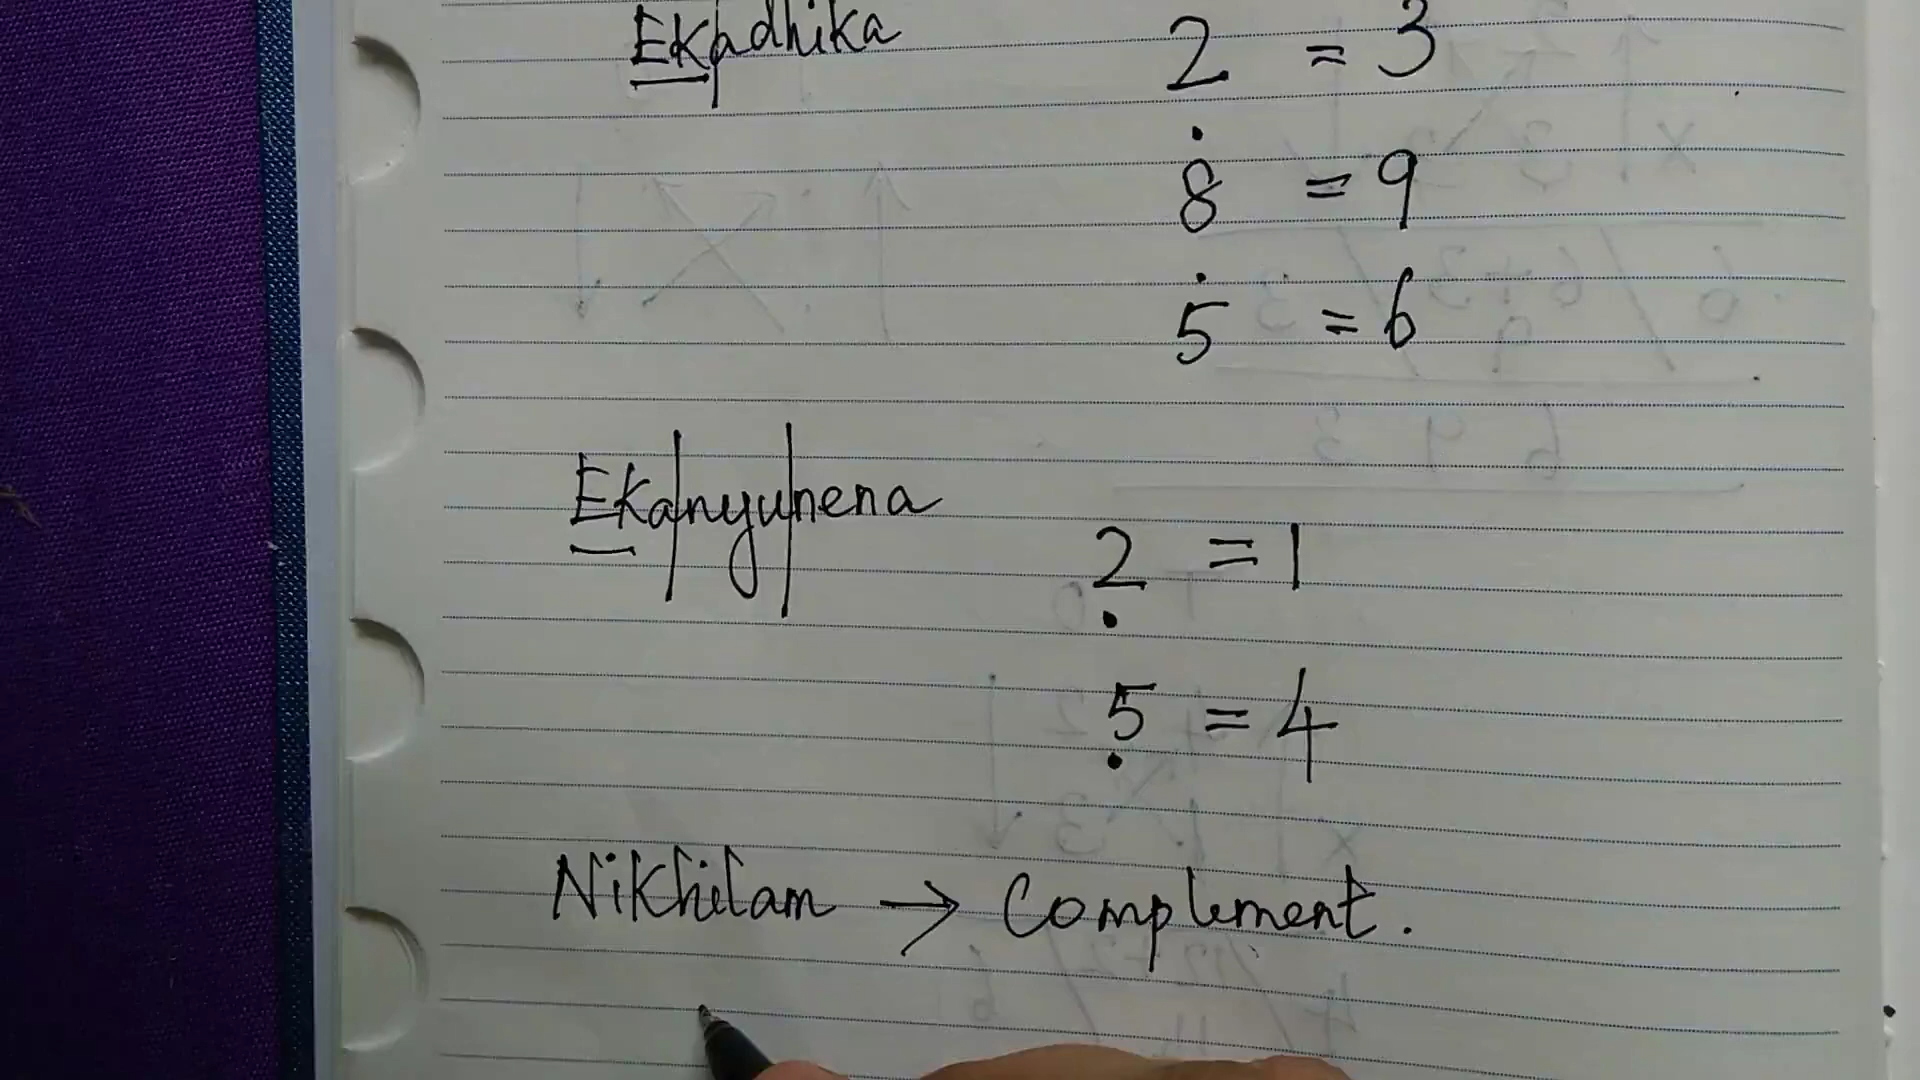 Ekadhika 2 = 3
8̇ = 9
5̇ = 6
Ekanyunena
2̣ = 1
5̣ = 4
Nikhilam → Complement.